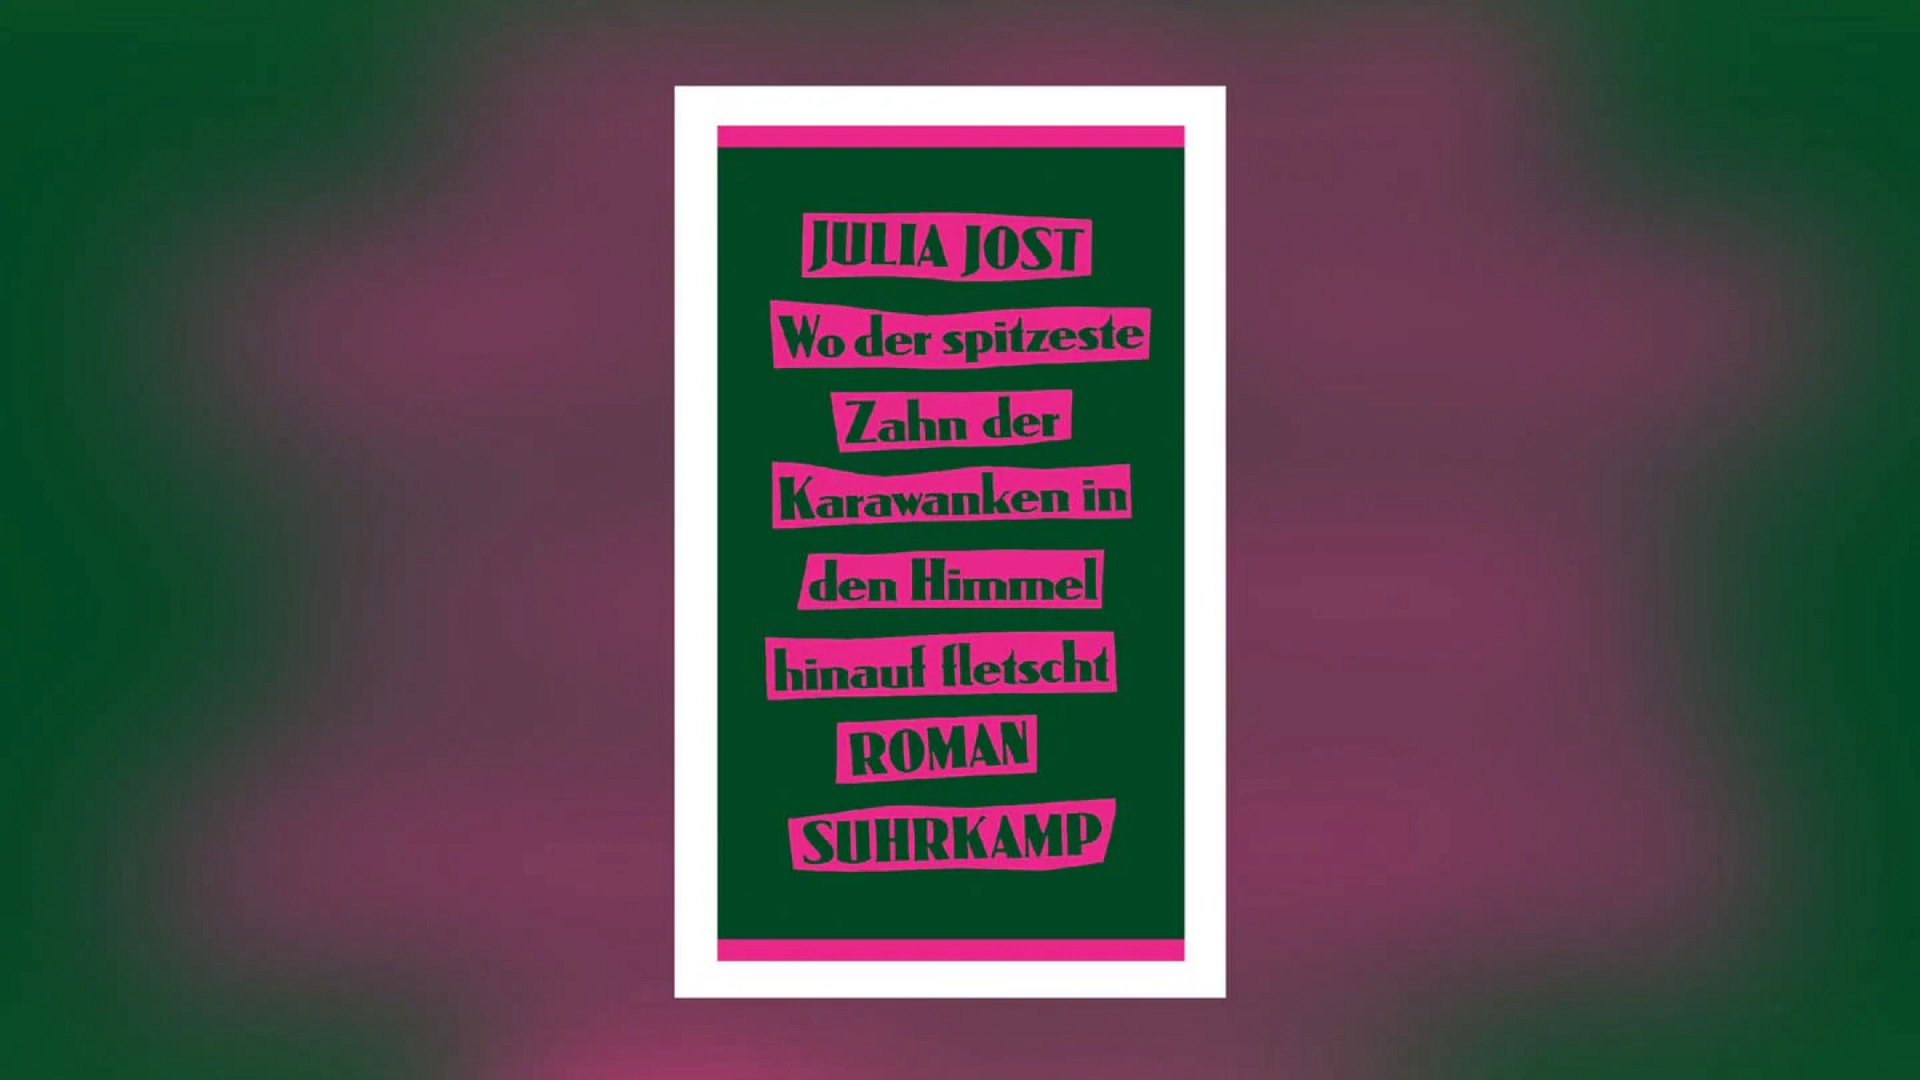 JULIA JOST
Wo der spitzeste
Zahn der
Karawanken in
den Himmel
hinauf fletscht
ROMAN
SUHRKAMP